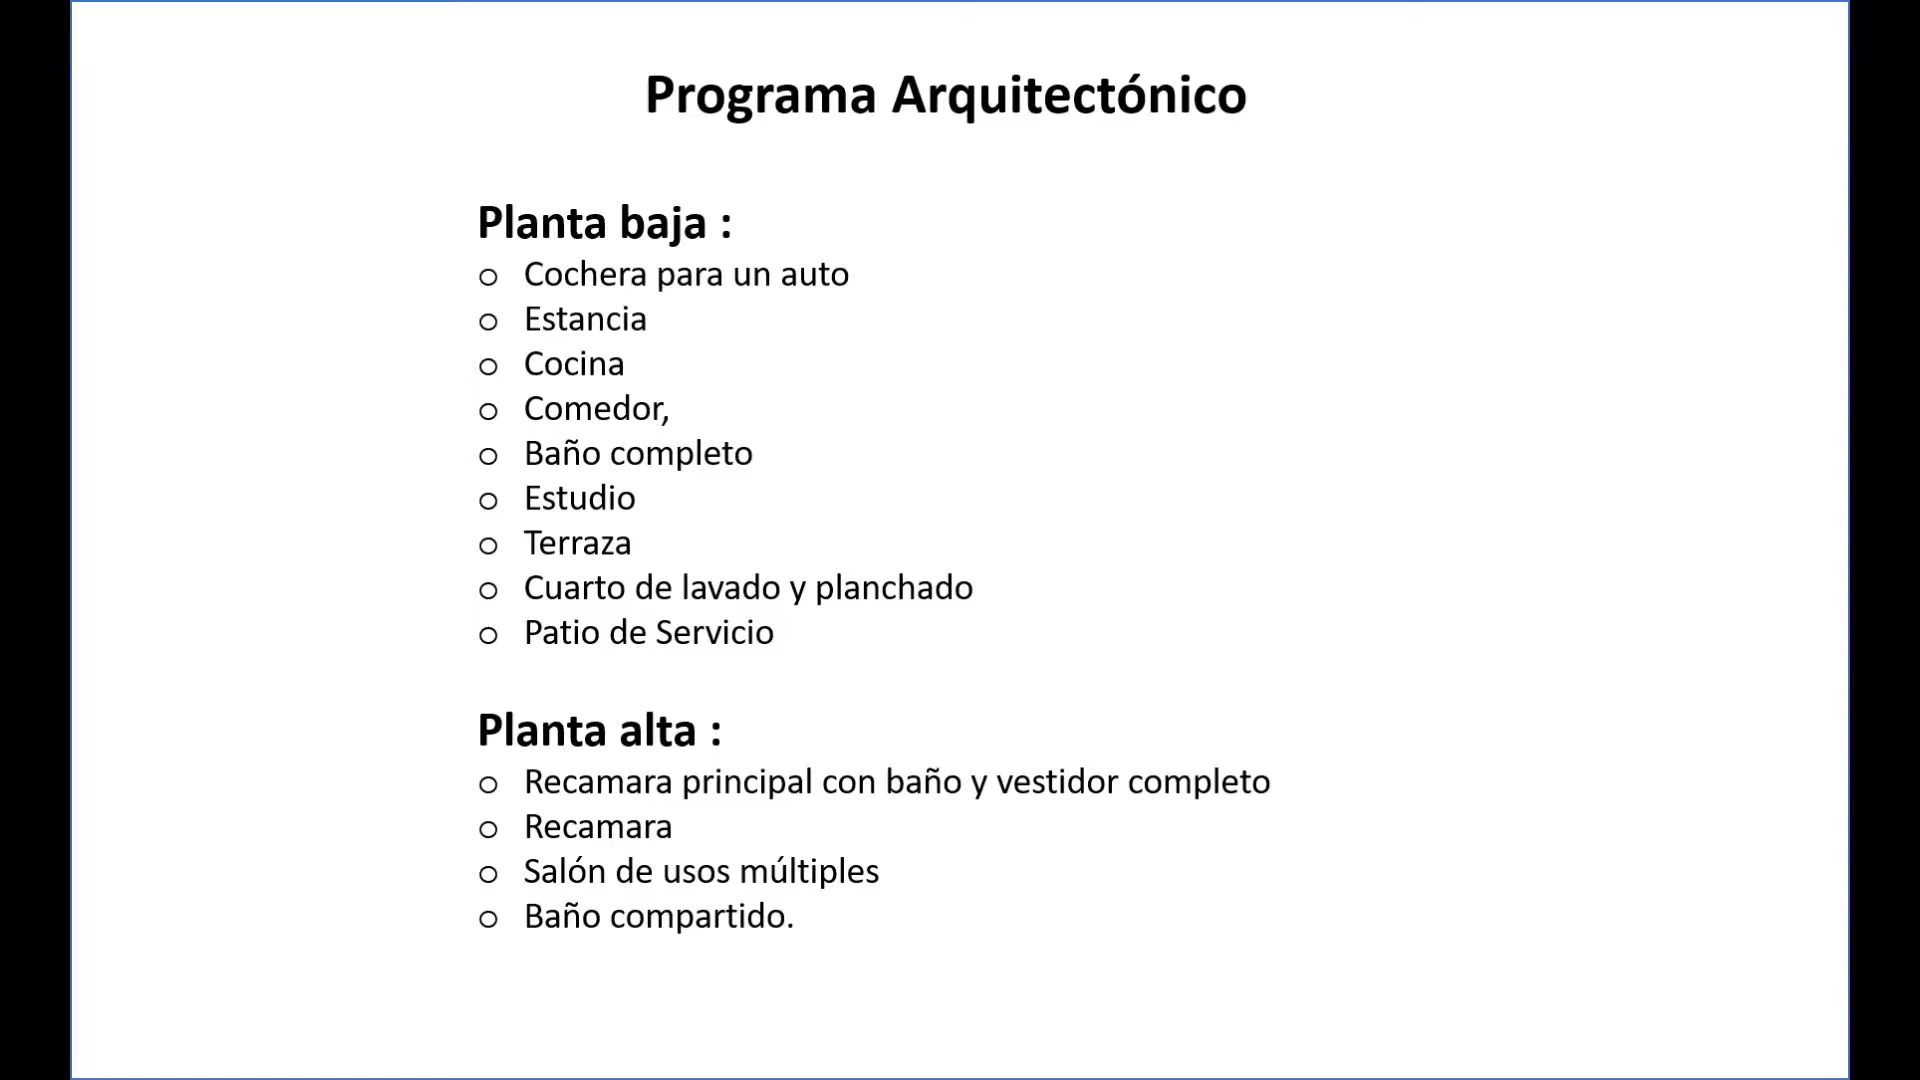 Programa Arquitectónico
Planta baja :
o Cochera para un auto
o Estancia
o Cocina
o Comedor,
o Baño completo
o Estudio
o Terraza
o Cuarto de lavado y planchado
o Patio de Servicio
Planta alta :
o Recamara principal con baño y vestidor completo
o Recamara
o Salón de usos múltiples
o Baño compartido.